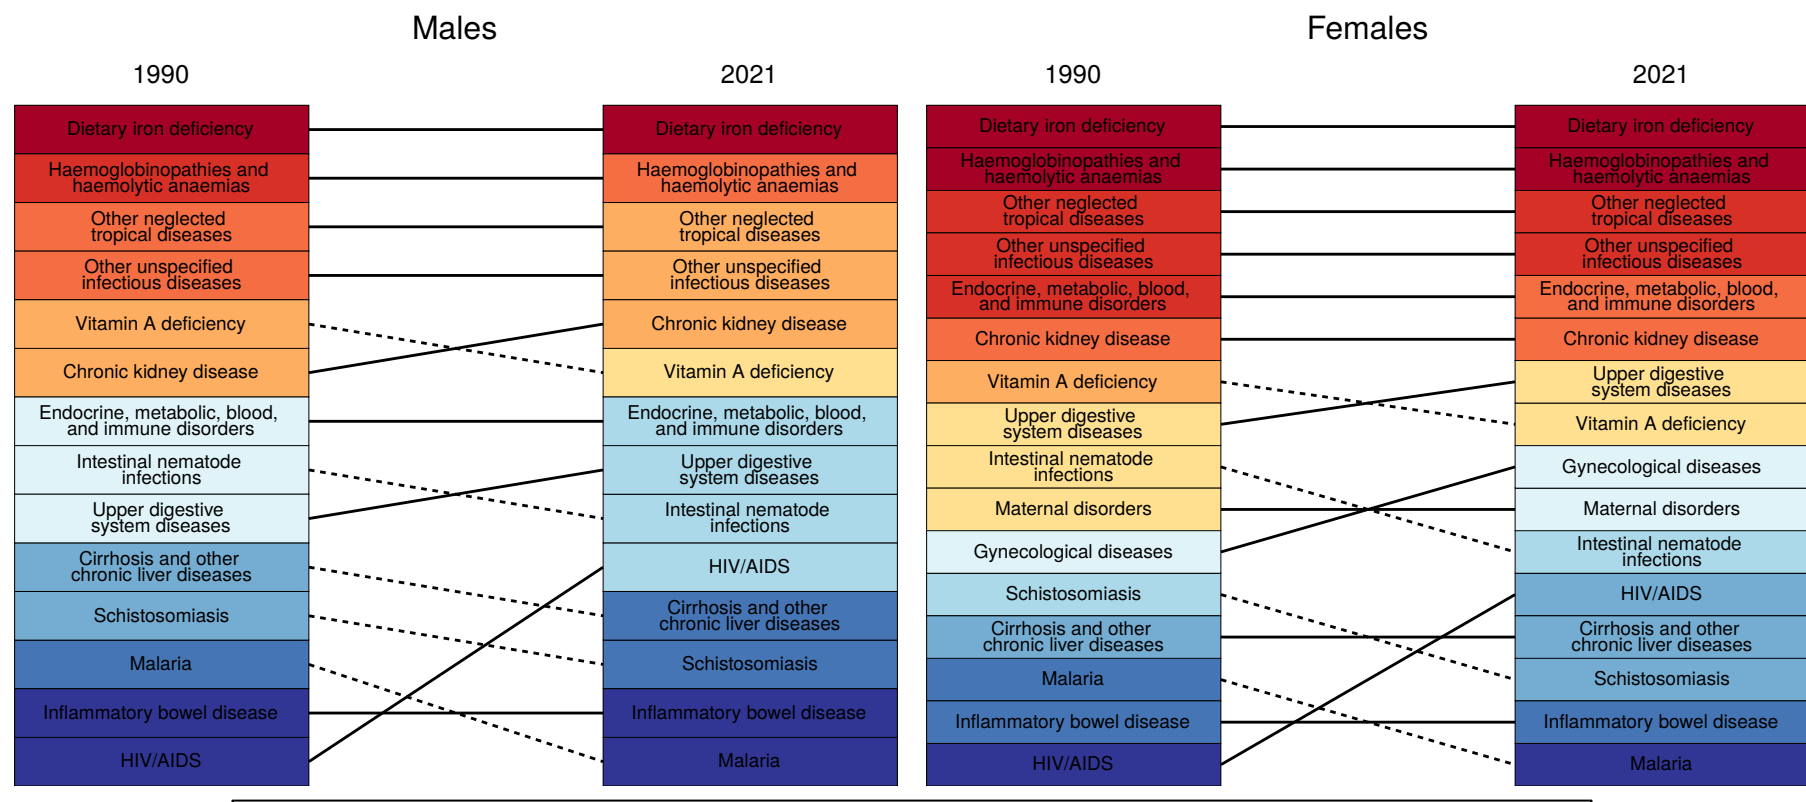 Males
Females
1990
2021
1990
2021
Dietary iron deficiency
Haemoglobinopathies and
haemolytic anaemias
Other neglected
tropical diseases
Other unspecified
infectious diseases
Vitamin A deficiency
Chronic kidney disease
Endocrine, metabolic, blood,
and immune disorders
Intestinal nematode
infections
Upper digestive
system diseases
Cirrhosis and other
chronic liver diseases
Schistosomiasis
Malaria
Inflammatory bowel disease
HIV/AIDS
Dietary iron deficiency
Haemoglobinopathies and
haemolytic anaemias
Other neglected
tropical diseases
Other unspecified
infectious diseases
Chronic kidney disease
Vitamin A deficiency
Endocrine, metabolic, blood,
and immune disorders
Upper digestive
system diseases
Intestinal nematode
infections
HIV/AIDS
Cirrhosis and other
chronic liver diseases
Schistosomiasis
Inflammatory bowel disease
Malaria
Dietary iron deficiency
Haemoglobinopathies and
haemolytic anaemias
Other neglected
tropical diseases
Other unspecified
infectious diseases
Endocrine, metabolic, blood,
and immune disorders
Chronic kidney disease
Vitamin A deficiency
Upper digestive
system diseases
Intestinal nematode
infections
Maternal disorders
Gynecological diseases
Schistosomiasis
Cirrhosis and other
chronic liver diseases
Malaria
Inflammatory bowel disease
HIV/AIDS
Dietary iron deficiency
Haemoglobinopathies and
haemolytic anaemias
Other neglected
tropical diseases
Other unspecified
infectious diseases
Endocrine, metabolic, blood,
and immune disorders
Chronic kidney disease
Upper digestive
system diseases
Vitamin A deficiency
Gynecological diseases
Maternal disorders
Intestinal nematode
infections
HIV/AIDS
Cirrhosis and other
chronic liver diseases
Schistosomiasis
Inflammatory bowel disease
Malaria